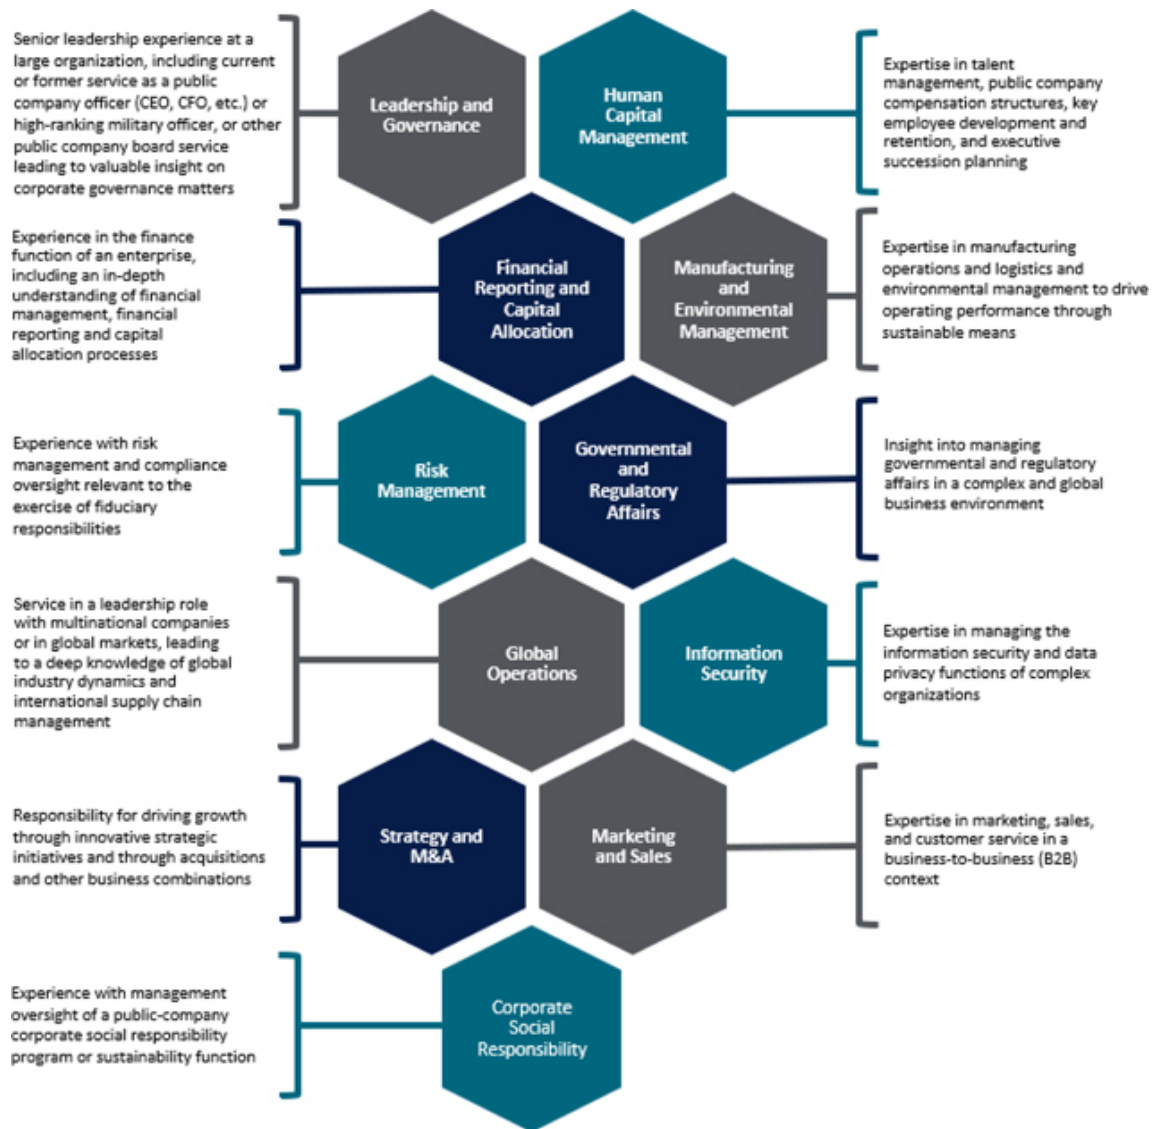 Senior leadership experience at a
large organization, including current
or former service as a public
company officer (CEO, CFO, etc.) or
high-ranking military officer, or other
public company board service
leading to valuable insight on
corporate governance matters
Leadership and
Governance
Human
Capital
Management
Expertise in talent
management, public company
compensation structures, key
employee development and
retention, and executive
succession planning
Experience in the finance
function of an enterprise,
including an in-depth
understanding of financial
management, financial
reporting and capital
allocation processes
Financial
Reporting and
Capital
Allocation
Manufacturing
and
Environmental
Management
Expertise in manufacturing
operations and logistics and
environmental management to drive
operating performance through
sustainable means
Experience with risk
management and compliance
oversight relevant to the
exercise of fiduciary
responsibilities
Risk
Management
Governmental
and
Regulatory
Affairs
Insight into managing
governmental and regulatory
affairs in a complex and global
business environment
Service in a leadership role
with multinational companies
or in global markets, leading
to a deep knowledge of global
industry dynamics and
international supply chain
management
Global
Operations
Information
Security
Expertise in managing the
information security and data
privacy functions of complex
organizations
Responsibility for driving growth
through innovative strategic
initiatives and through acquisitions
and other business combinations
Strategy and
M&A
Marketing
and Sales
Expertise in marketing, sales,
and customer service in a
business-to-business (B2B)
context
Experience with management
oversight of a public-company
corporate social responsibility
program or sustainability function
Corporate
Social
Responsibility